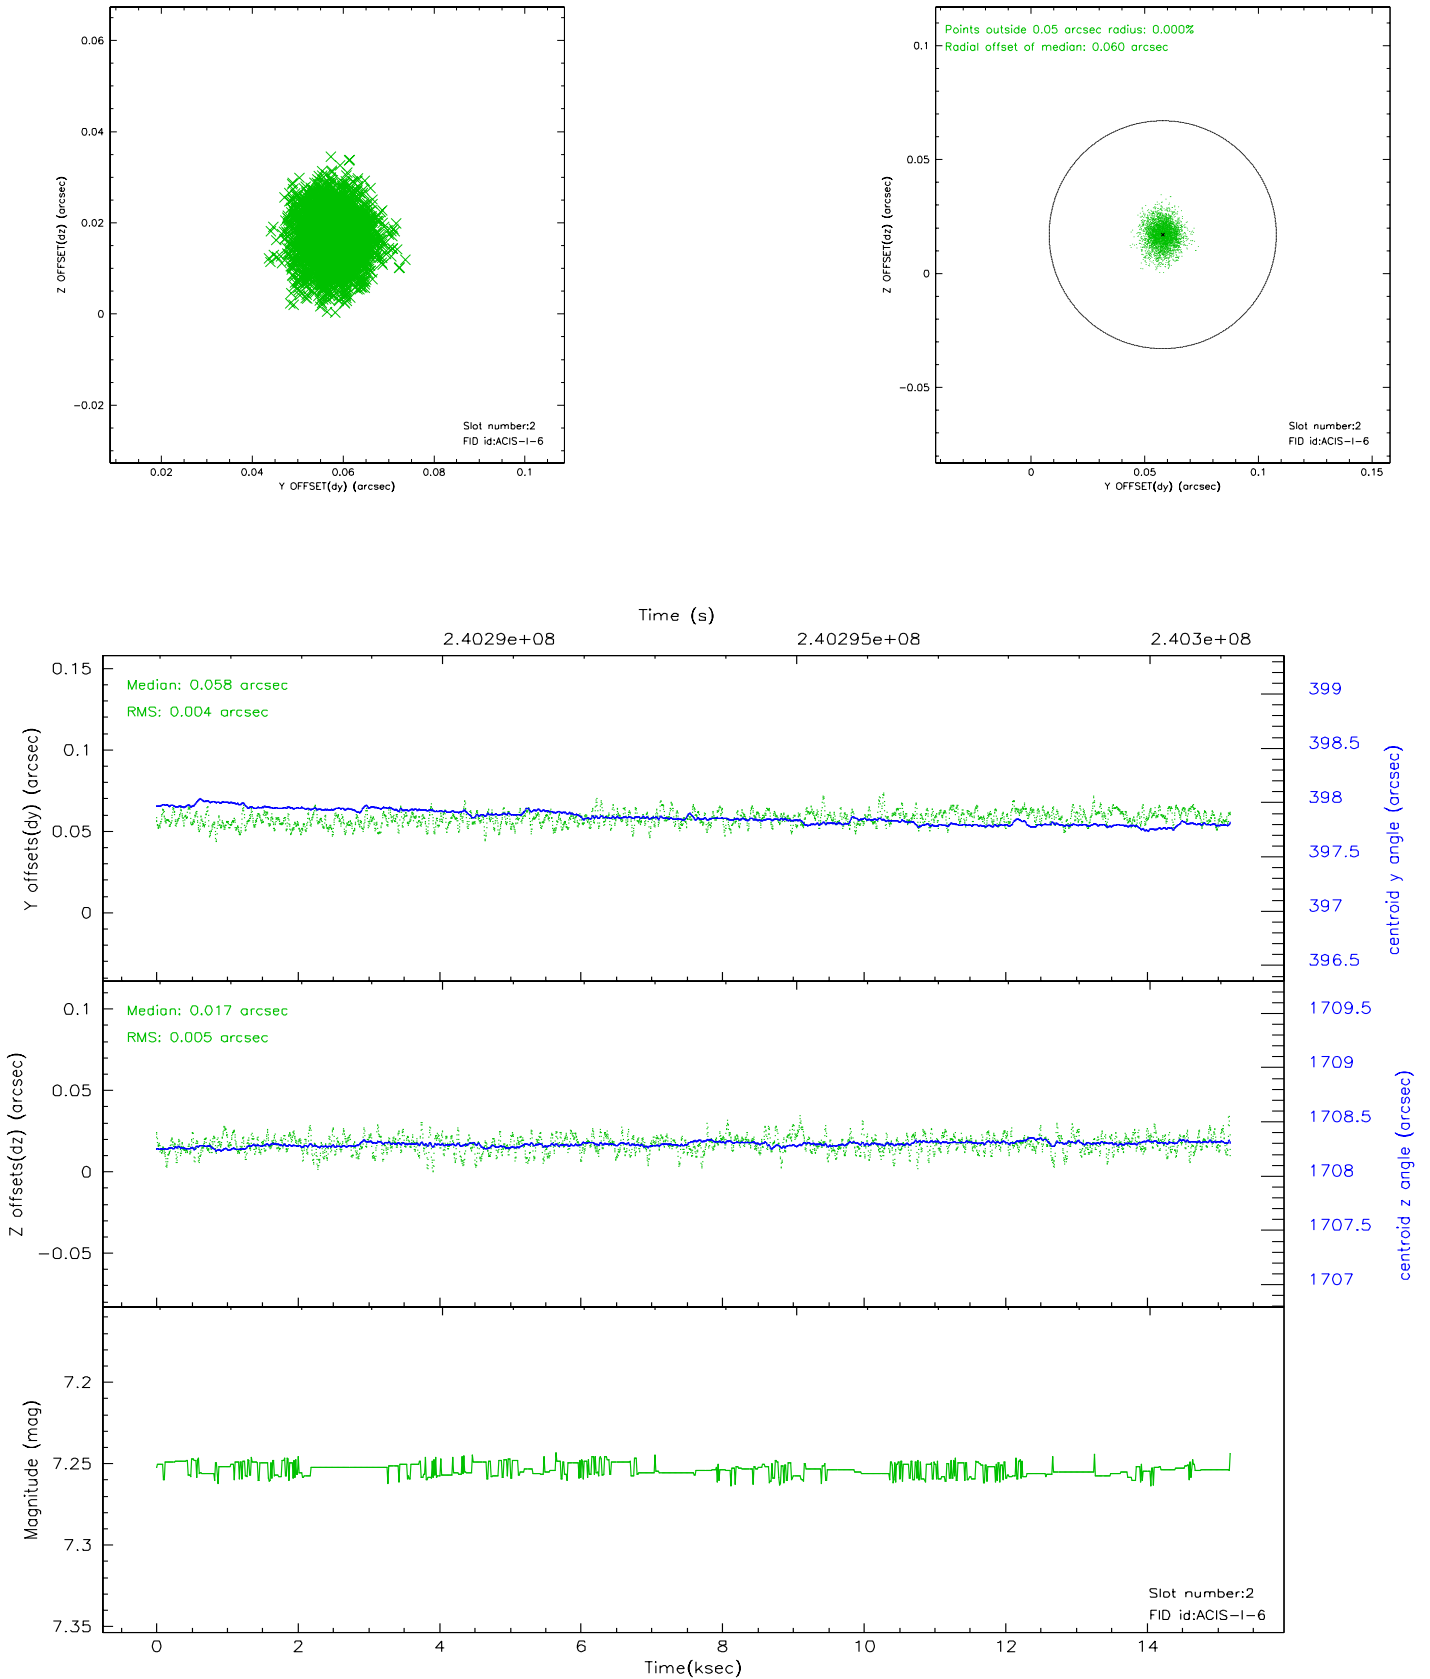 0.06
0.04
0.02
0
−0.02
Z OFFSET(dz) (arcsec)
Slot number:2
FID id:ACIS−I−6
0.02 0.04 0.06 0.08 0.1
Y OFFSET(dy) (arcsec)
Points outside 0.05 arcsec radius: 0.000%
Radial offset of median: 0.060 arcsec
0.1
0.05
0
−0.05
Z OFFSET(dz) (arcsec)
Slot number:2
FID id:ACIS−I−6
0 0.05 0.1 0.15
Y OFFSET(dy) (arcsec)
Time (s)
2.4029e+08 2.40295e+08 2.403e+08
Median: 0.058 arcsec
RMS: 0.004 arcsec
0.15
0.1
0.05
0
Y offsets(dy) (arcsec)
399
398.5
398
397.5
397
396.5
centroid y angle (arcsec)
Median: 0.017 arcsec
RMS: 0.005 arcsec
0.1
0.05
0
−0.05
Z offsets(dz) (arcsec)
1709.5
1709
1708.5
1708
1707.5
1707
centroid z angle (arcsec)
7.2
7.25
7.3
7.35
Magnitude (mag)
Slot number:2
FID id:ACIS−I−6
0 2 4 6 8 10 12 14
Time(ksec)